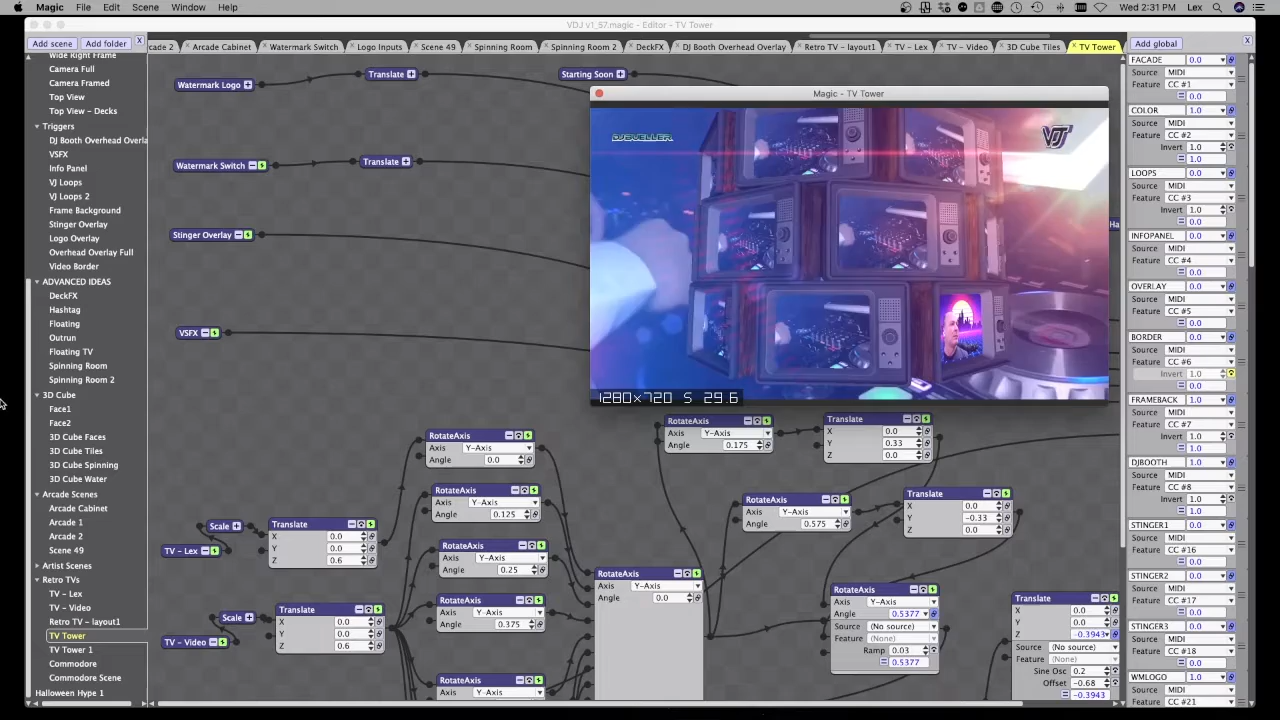 Magic File Edit Scene Window Help Wed 2:31 PM Lex
VDJ v1_57.magic - Editor - TV Tower
Add scene Add folder
cade 2 Arcade Cabinet Watermark Switch Logo Inputs Scene 49 Spinning Room Spinning Room 2 DeckFX DJ Booth Overhead Overlay Retro TV - layout1 TV - Lex TV - Video 3D Cube Tiles TV Tower
Add global
Wide Right Frame
Camera Full
Camera Framed
Top View
Top View - Decks
Triggers
DJ Booth Overhead Overla
VSFX
Info Panel
VJ Loops
VJ Loops 2
Frame Background
Stinger Overlay
Logo Overlay
Overhead Overlay Full
Video Border
ADVANCED IDEAS
DeckFX
Hashtag
Floating
Outrun
Floating TV
Spinning Room
Spinning Room 2
3D Cube
Face1
Face2
3D Cube Faces
3D Cube Tiles
3D Cube Spinning
3D Cube Water
Arcade Scenes
Arcade Cabinet
Arcade 1
Arcade 2
Scene 49
Artist Scenes
Retro TVs
TV - Lex
TV - Video
Retro TV - layout1
TV Tower
TV Tower 1
Commodore
Commodore Scene
Halloween Hype 1
Watermark Logo
Translate
Starting Soon
Watermark Switch
Translate
Stinger Overlay
VSFX
Ha
Magic - TV Tower
VJ
1280×720 S 29.6
RotateAxis
Axis Y-Axis
Angle 0.175
Translate
X 0.0
Y 0.33
Z 0.0
RotateAxis
Axis Y-Axis
Angle 0.0
RotateAxis
Axis Y-Axis
Angle 0.125
RotateAxis
Axis Y-Axis
Angle 0.575
Translate
X 0.0
Y -0.33
Z 0.0
Scale
TV - Lex
Translate
X 0.0
Y 0.0
Z 0.6
RotateAxis
Axis Y-Axis
Angle 0.25
RotateAxis
Axis Y-Axis
Angle 0.0
RotateAxis
Axis Y-Axis
Angle 0.375
Scale
TV - Video
Translate
X 0.0
Y 0.0
Z 0.6
RotateAxis
Axis Y-Axis
RotateAxis
Axis Y-Axis
Angle 0.5377
Source (No source)
Feature (None)
Ramp 0.03
= 0.5377
Translate
X 0.0
Y 0.0
Z -0.3943
Source (No source)
Feature (None)
Sine Osc 0.2
Offset -0.68
= -0.3943
FACADE 0.0
Source MIDI
Feature CC #1
= 0.0
COLOR 0.0
Source MIDI
Feature CC #2
Invert 1.0
= 1.0
LOOPS 0.0
Source MIDI
Feature CC #3
Invert 1.0
= 0.0
INFOPANEL 0.0
Source MIDI
Feature CC #4
= 0.0
OVERLAY 0.0
Source MIDI
Feature CC #5
= 0.0
BORDER 0.0
Source MIDI
Feature CC #6
Invert 1.0
= 0.0
FRAMEBACK 0.0
Source MIDI
Feature CC #7
Invert 1.0
= 1.0
DJBOOTH 0.0
Source MIDI
Feature CC #8
Invert 1.0
= 1.0
STINGER1 0.0
Source MIDI
Feature CC #16
= 0.0
STINGER2 0.0
Source MIDI
Feature CC #17
= 0.0
STINGER3 0.0
Source MIDI
Feature CC #18
= 0.0
WMLOGO 1.0
Source MIDI
Feature CC #21